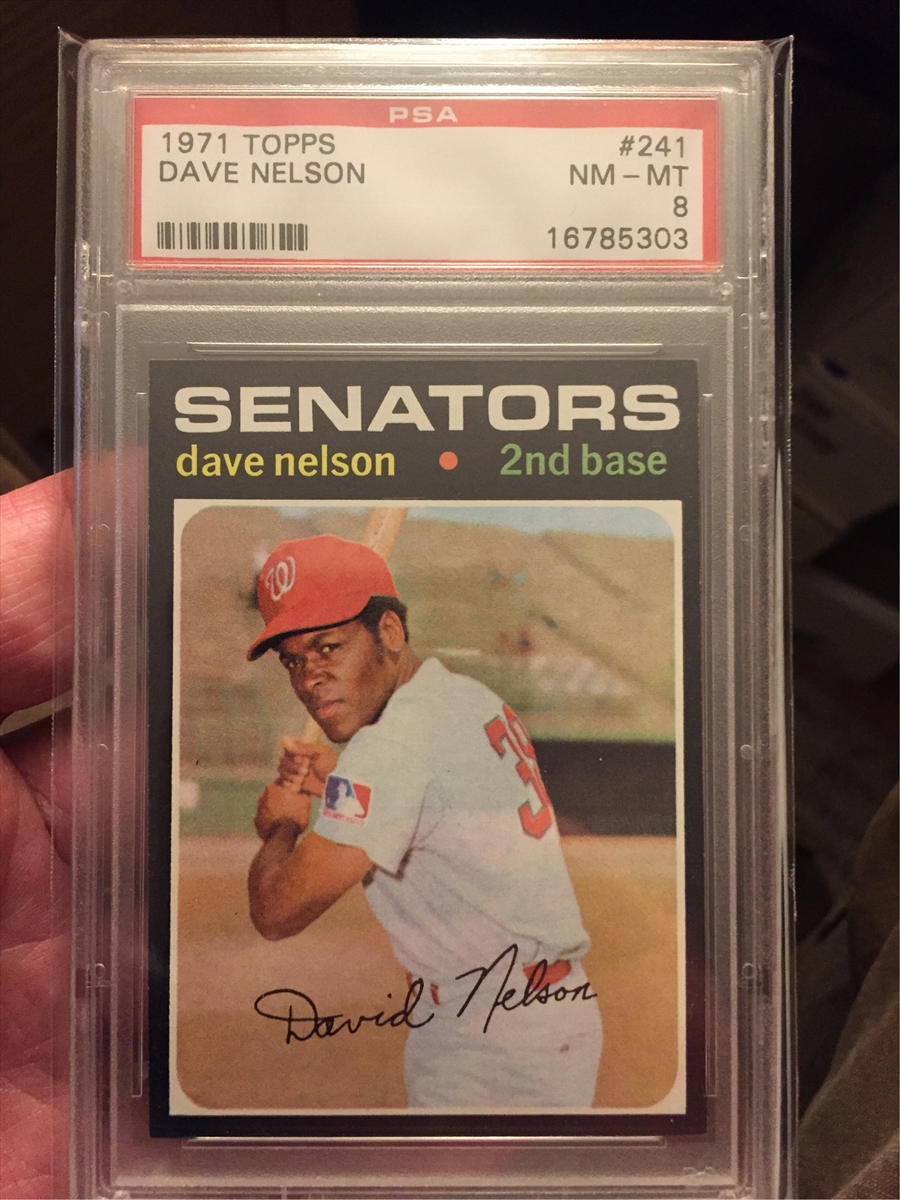 PSA
1971 TOPPS #241
DAVE NELSON NM - MT
8
16785303
SENATORS
dave nelson • 2nd base
W
David Nelson